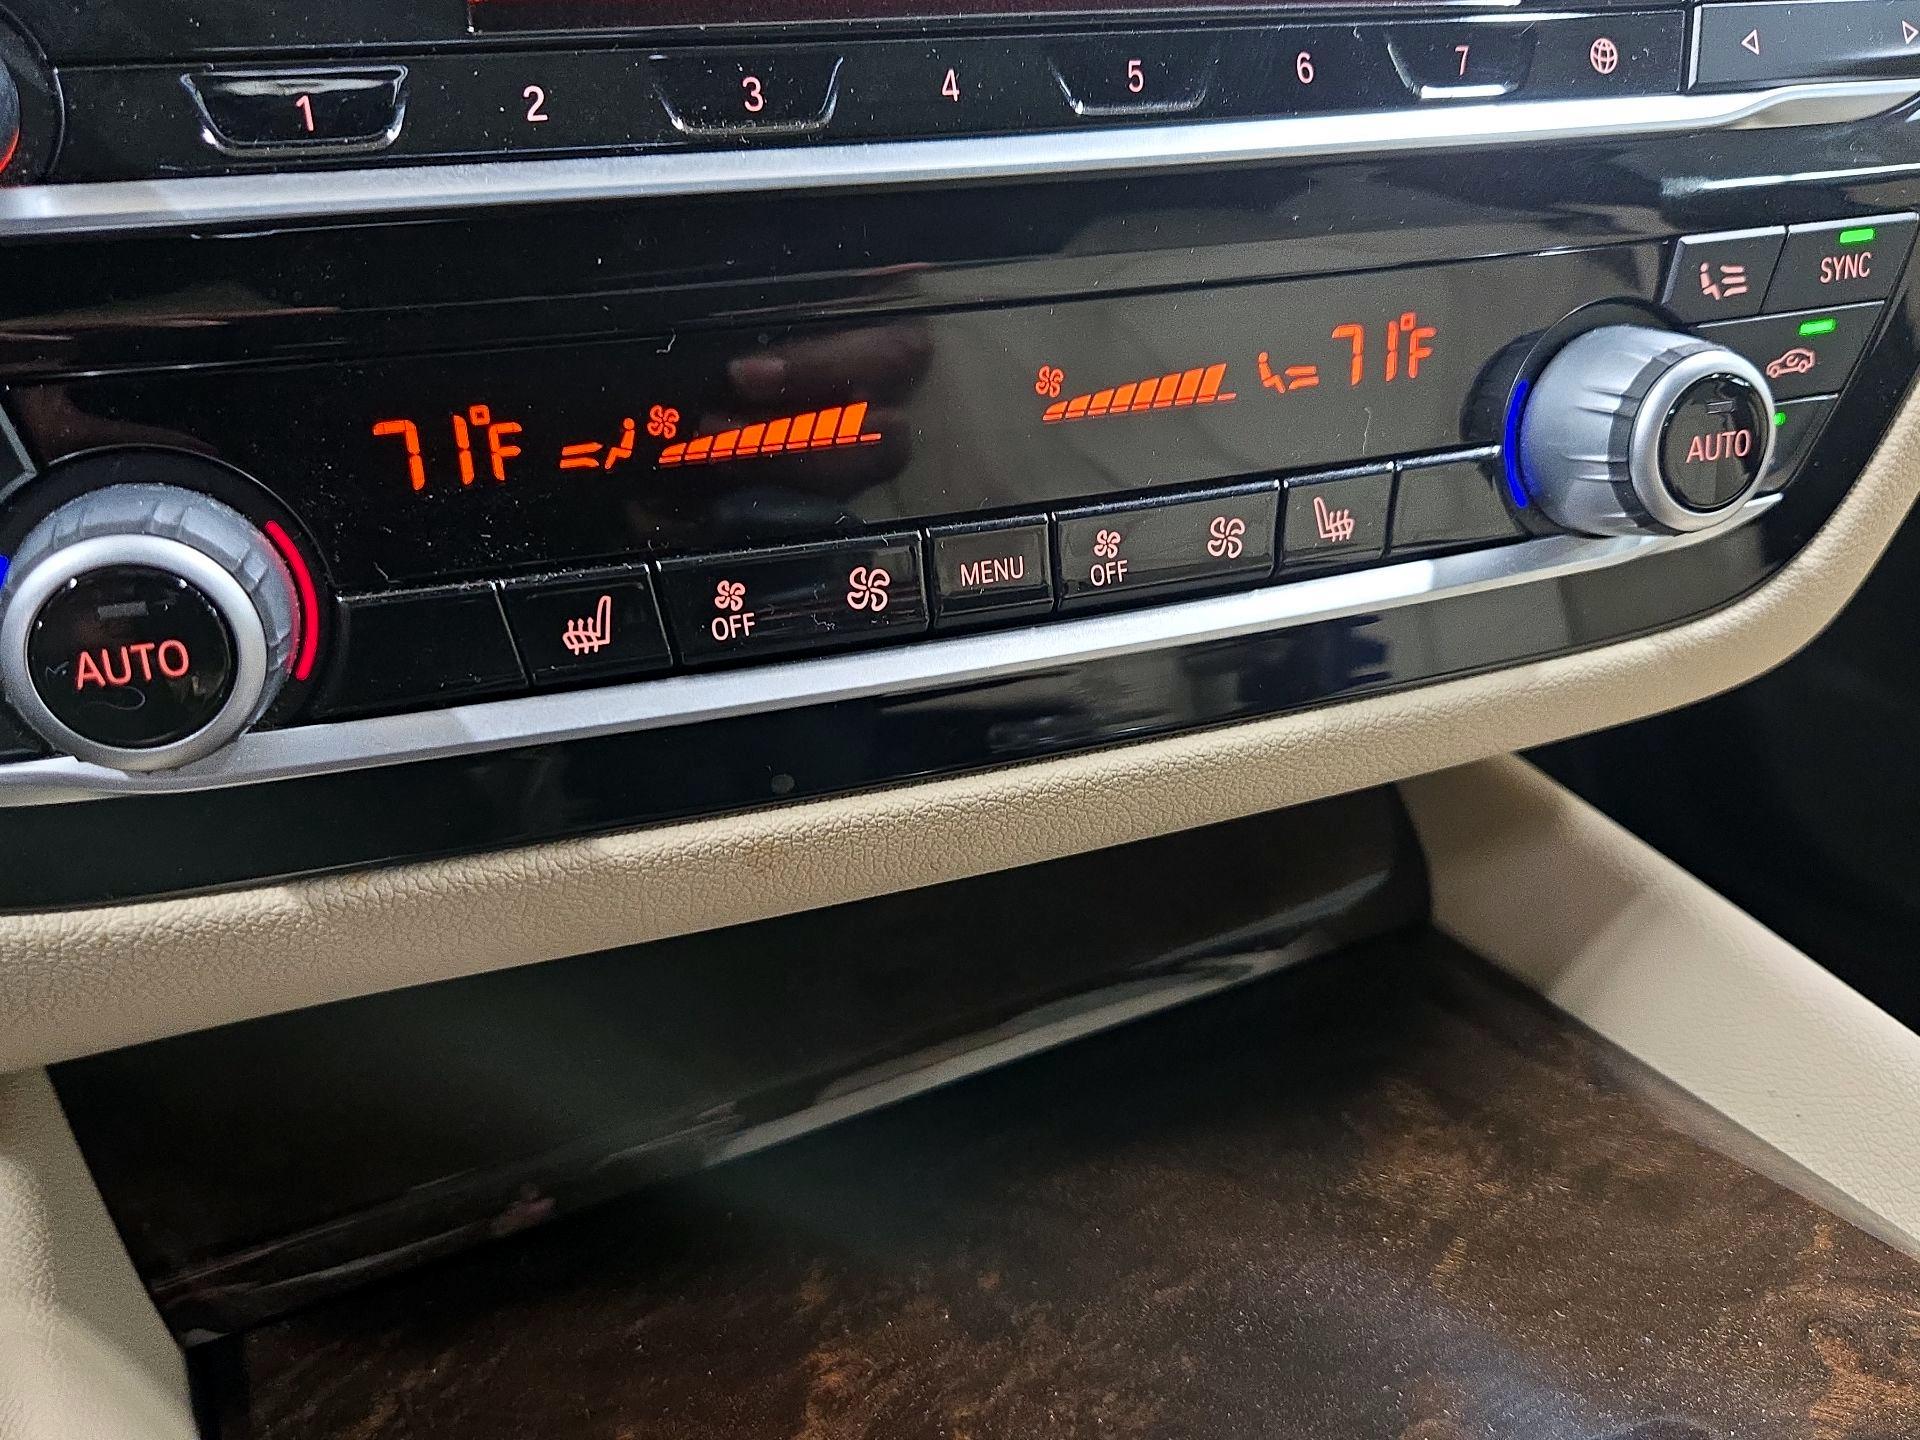 1 2 3 4 5 6 7
SYNC
71°F 71°F
AUTO
MENU
OFF
OFF
AUTO